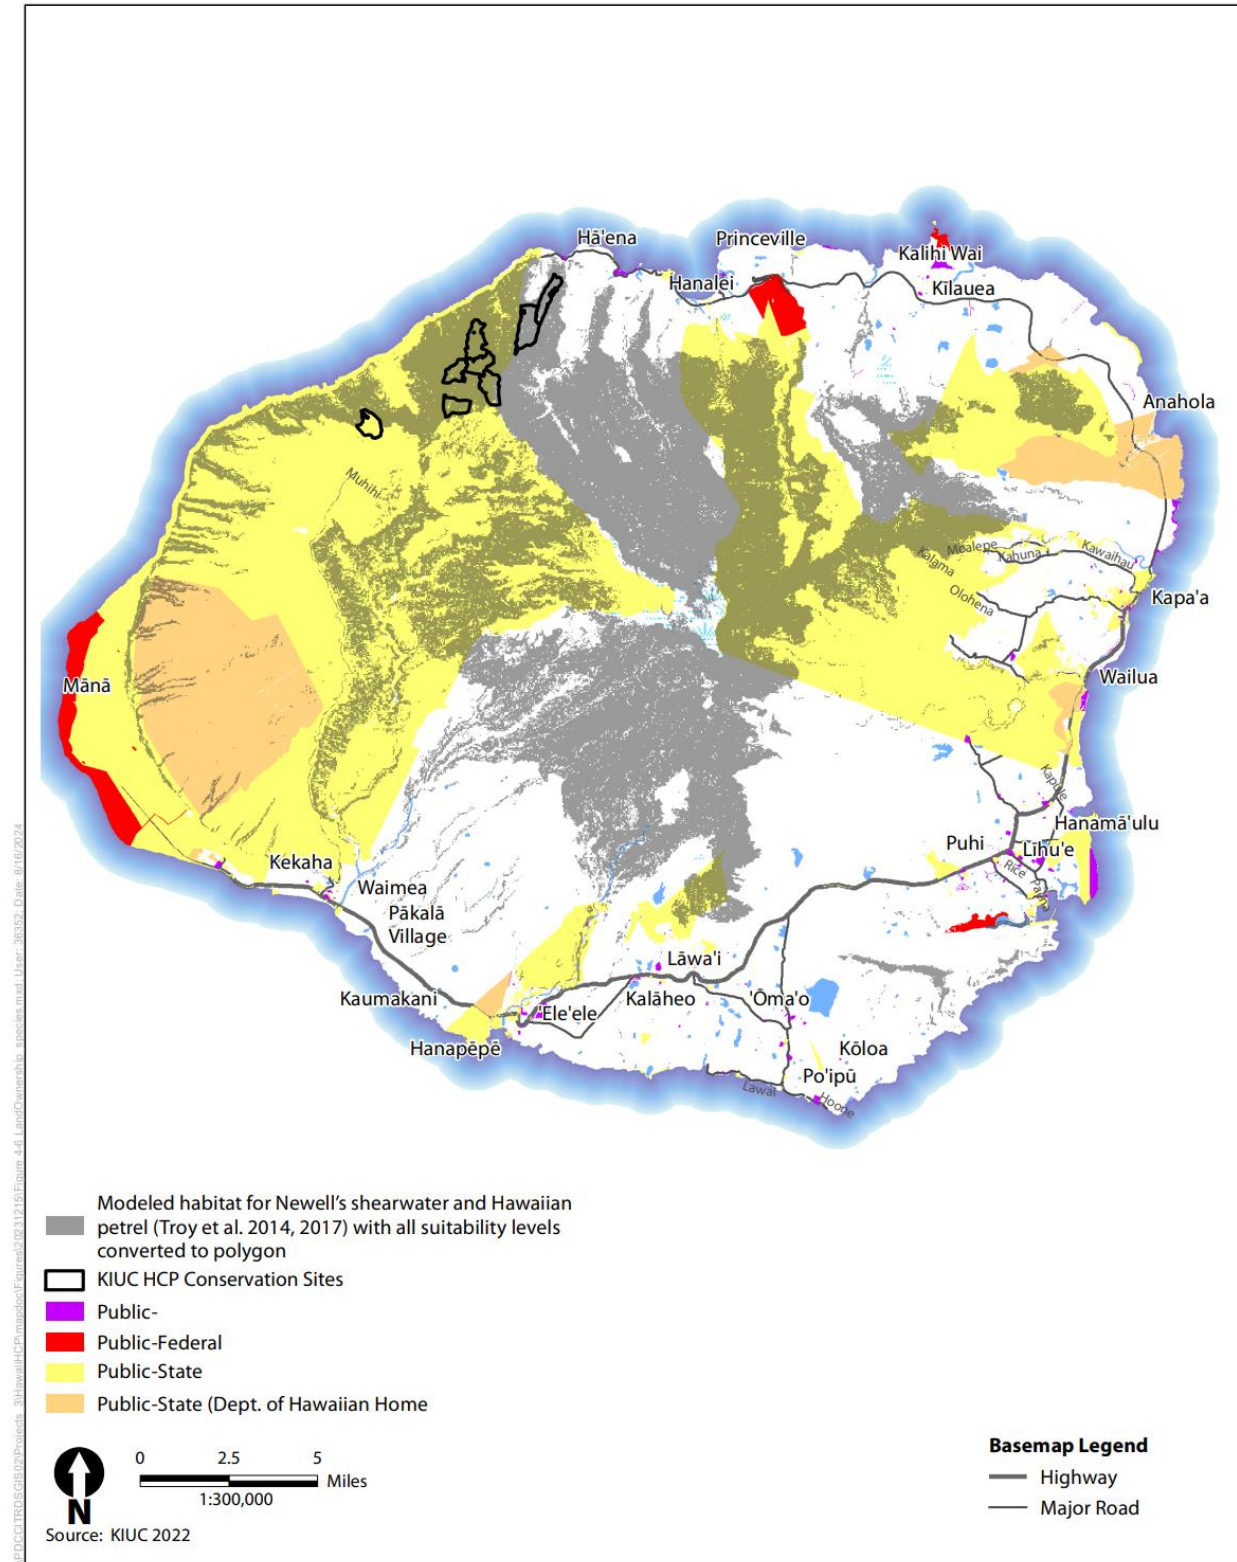 Hā'ena
Princeville
Kalihi Wai
Hanalei
Kīlauea
Anahola
Muhihi
Moalepe
Kahuna
Kawaihau
Kalama
Olohena
Kapa'a
Mānā
Wailua
Kapule
Hanamā'ulu
Puhi
Līhu'e
Rice
Kekaha
Waimea
Pākalā
Village
Lāwa'i
Kaumakani
'Ele'ele
Kalāheo
'Ōma'o
Hanapēpē
Kōloa
Po'ipū
Lawai
Hoone
Modeled habitat for Newell's shearwater and Hawaiian
petrel (Troy et al. 2014, 2017) with all suitability levels
converted to polygon
KIUC HCP Conservation Sites
Public-
Public-Federal
Public-State
Public-State (Dept. of Hawaiian Home
0 2.5 5
Miles
1:300,000
N
Source: KIUC 2022
Basemap Legend
Highway
Major Road